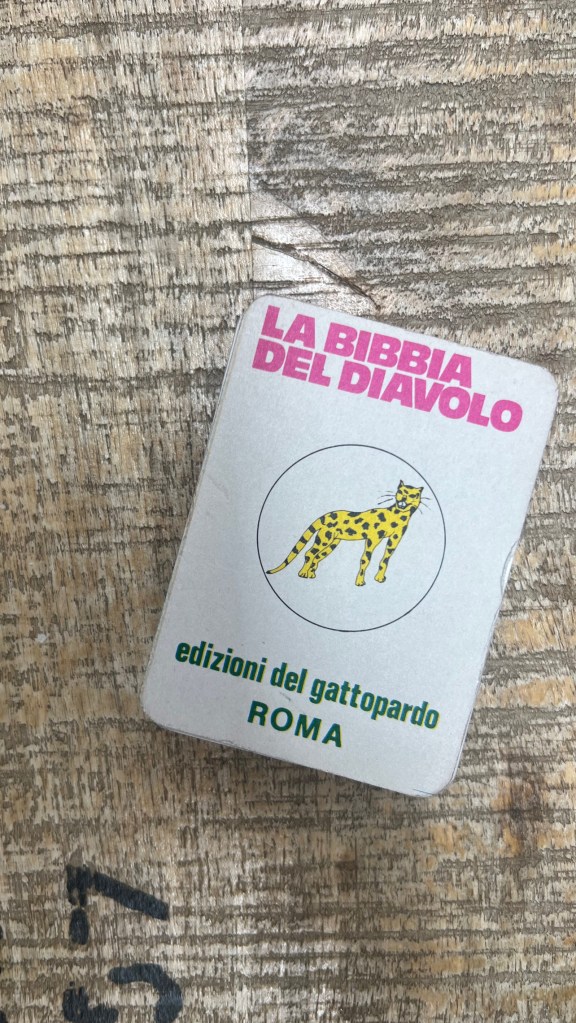 LA BIBBIA
DEL DIAVOLO
edizioni del gattopardo
ROMA